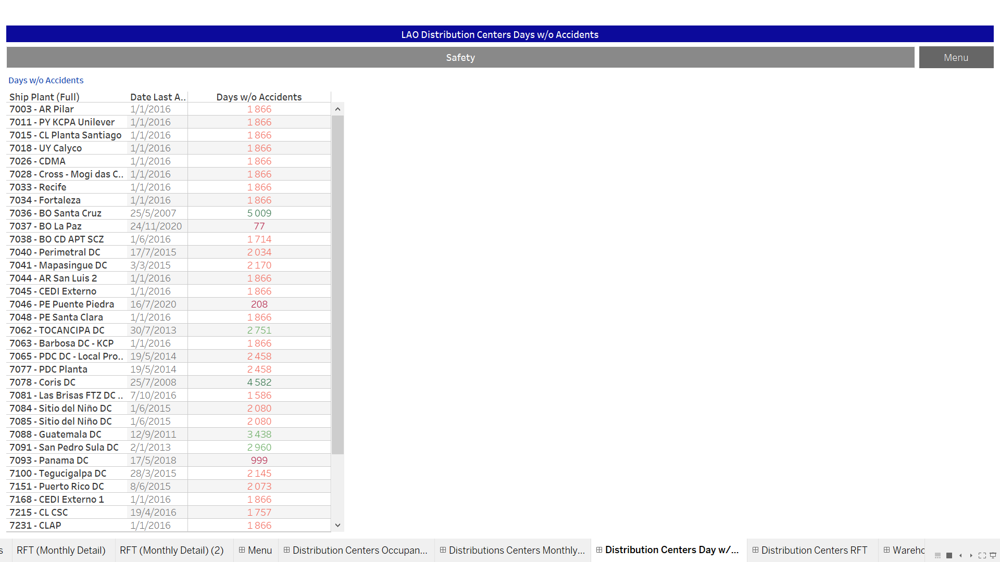 LAO Distribution Centers Days w/o Accidents
Safety
Menu
Days w/o Accidents
Ship Plant (Full) Date Last A.. Days w/o Accidents
7003 - AR Pilar 1/1/2016 1 866
7011 - PY KCPA Unilever 1/1/2016 1 866
7015 - CL Planta Santiago 1/1/2016 1 866
7018 - UY Calyco 1/1/2016 1 866
7026 - CDMA 1/1/2016 1 866
7028 - Cross - Mogi das C.. 1/1/2016 1 866
7033 - Recife 1/1/2016 1 866
7034 - Fortaleza 1/1/2016 1 866
7036 - BO Santa Cruz 25/5/2007 5 009
7037 - BO La Paz 24/11/2020 77
7038 - BO CD APT SCZ 1/6/2016 1 714
7040 - Perimetral DC 17/7/2015 2 034
7041 - Mapasingue DC 3/3/2015 2 170
7044 - AR San Luis 2 1/1/2016 1 866
7045 - CEDI Externo 1/1/2016 1 866
7046 - PE Puente Piedra 16/7/2020 208
7048 - PE Santa Clara 1/1/2016 1 866
7062 - TOCANCIPA DC 30/7/2013 2 751
7063 - Barbosa DC - KCP 1/1/2016 1 866
7065 - PDC DC - Local Pro.. 19/5/2014 2 458
7077 - PDC Planta 19/5/2014 2 458
7078 - Coris DC 25/7/2008 4 582
7081 - Las Brisas FTZ DC .. 7/10/2016 1 586
7084 - Sitio del Niño DC 1/6/2015 2 080
7085 - Sitio del Niño DC 1/6/2015 2 080
7088 - Guatemala DC 12/9/2011 3 438
7091 - San Pedro Sula DC 2/1/2013 2 960
7093 - Panama DC 17/5/2018 999
7100 - Tegucigalpa DC 28/3/2015 2 145
7151 - Puerto Rico DC 8/6/2015 2 073
7168 - CEDI Externo 1 1/1/2016 1 866
7215 - CL CSC 19/4/2016 1 757
7231 - CLAP 1/1/2016 1 866
s RFT (Monthly Detail) RFT (Monthly Detail) (2) Menu Distribution Centers Occupan... Distributions Centers Monthly... Distribution Centers Day w/... Distribution Centers RFT Wareho